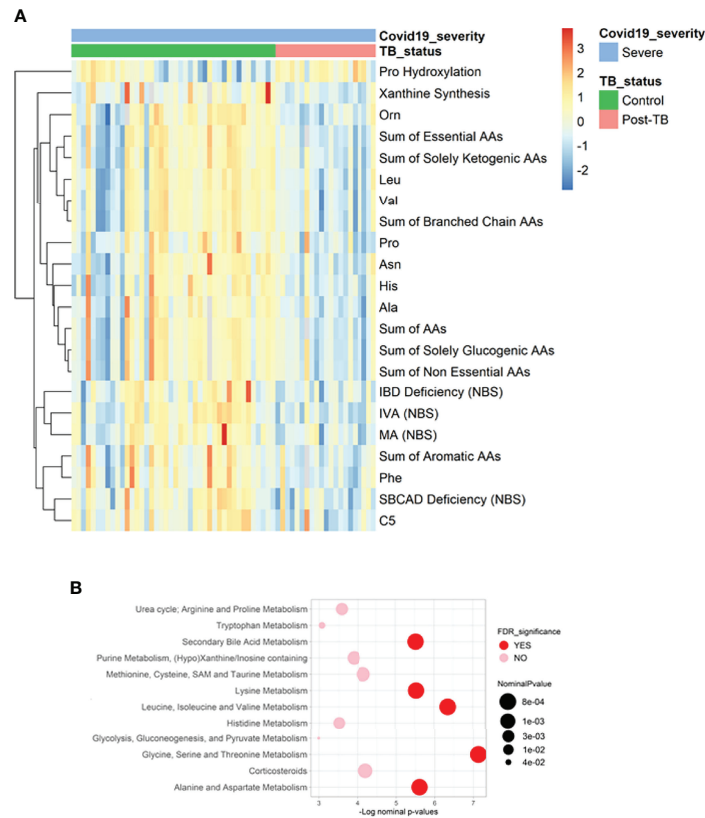 A
Covid19_severity
TB_status
Pro Hydroxylation
Xanthine Synthesis
Orn
Sum of Essential AAs
Sum of Solely Ketogenic AAs
Leu
Val
Sum of Branched Chain AAs
Pro
Asn
His
Ala
Sum of AAs
Sum of Solely Glucogenic AAs
Sum of Non Essential AAs
IBD Deficiency (NBS)
IVA (NBS)
MA (NBS)
Sum of Aromatic AAs
Phe
SBCAD Deficiency (NBS)
C5
3
2
1
0
-1
-2
Covid19_severity
Severe
TB_status
Control
Post-TB
B
Urea cycle; Arginine and Proline Metabolism
Tryptophan Metabolism
Secondary Bile Acid Metabolism
Purine Metabolism, (Hypo)Xanthine/Inosine containing
Methionine, Cysteine, SAM and Taurine Metabolism
Lysine Metabolism
Leucine, Isoleucine and Valine Metabolism
Histidine Metabolism
Glycolysis, Gluconeogenesis, and Pyruvate Metabolism
Glycine, Serine and Threonine Metabolism
Corticosteroids
Alanine and Aspartate Metabolism
3 4 5 6 7
-Log nominal p-values
FDR_significance
YES
NO
NominalPvalue
8e-04
1e-03
3e-03
1e-02
4e-02